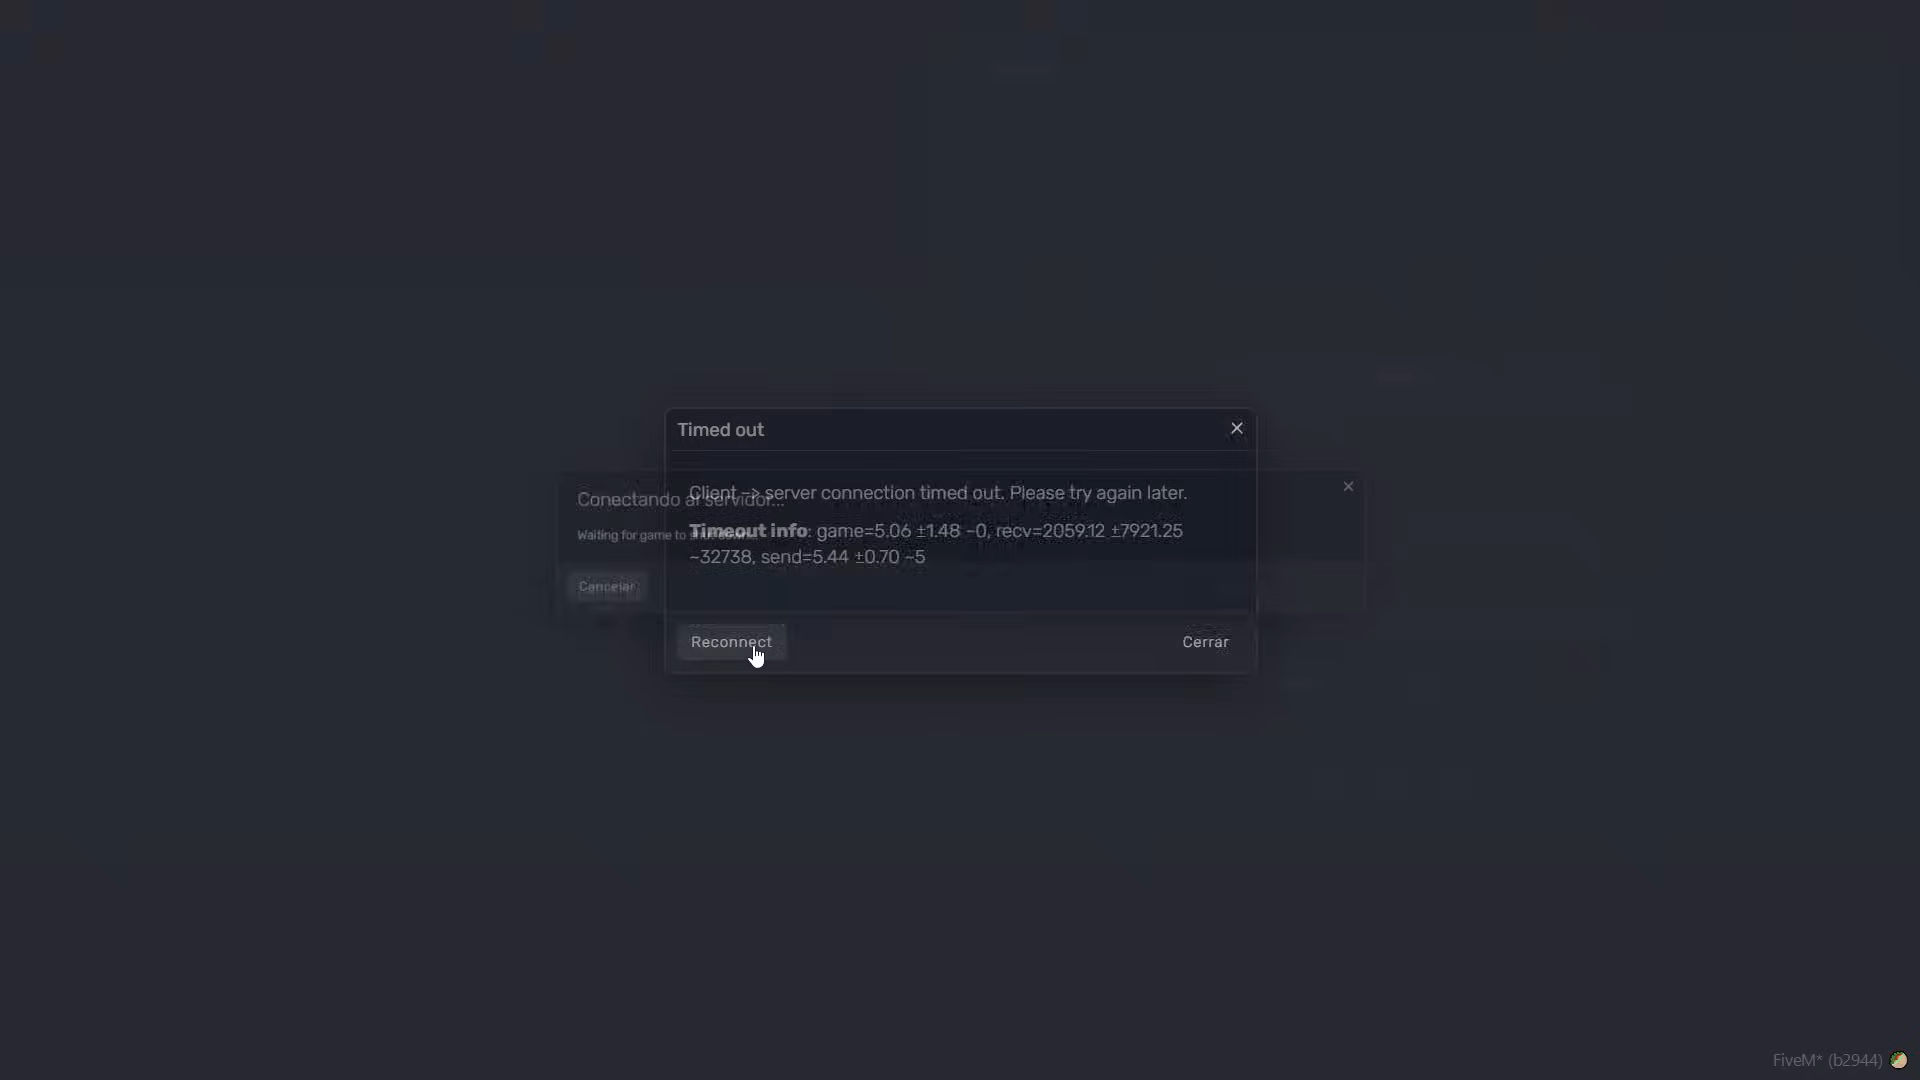 Timed out
Client -> server connection timed out. Please try again later.
Conectando al servidor...
Timeout info: game=5.06 ±1.48 ~0, recv=2059.12 ±7921.25
Waiting for game to
~32738, send=5.44 ±0.70 ~5
Cancelar
Reconnect
Cerrar
FiveM* (b2944)